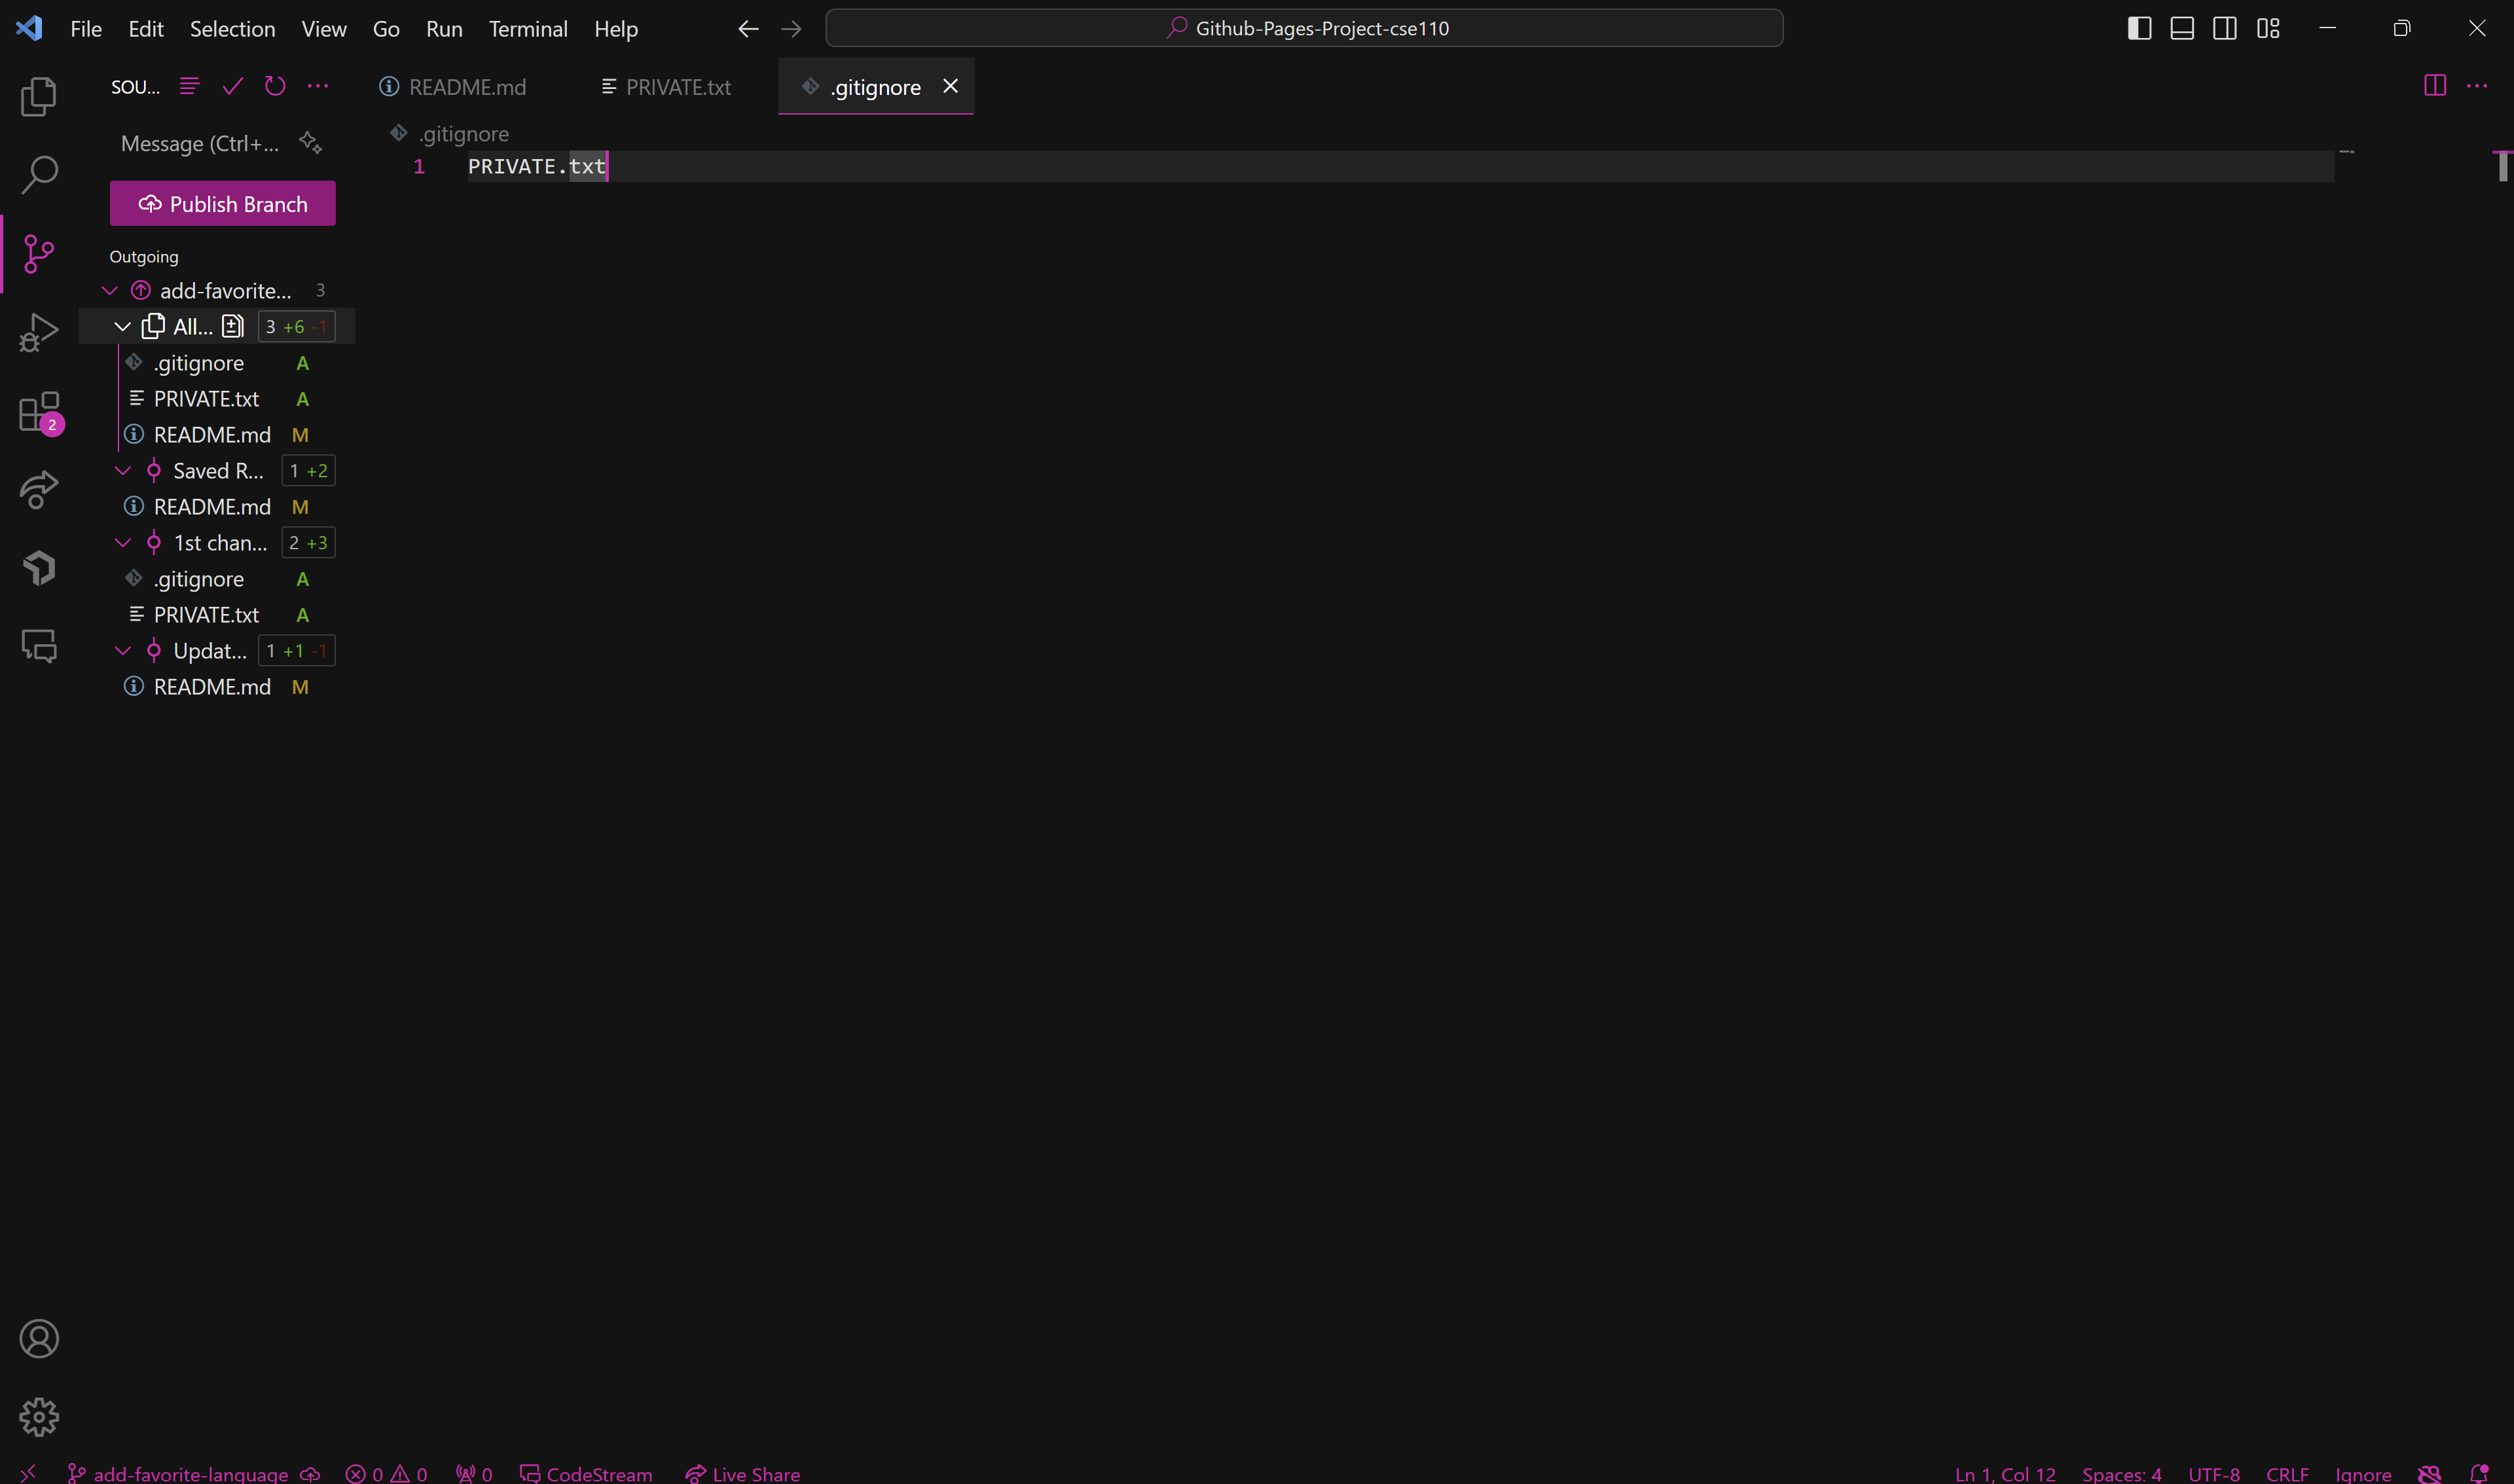 File Edit Selection View Go Run Terminal Help
Github-Pages-Project-cse110
SOU...
README.md
PRIVATE.txt
.gitignore
Message (Ctrl+...
.gitignore
1 PRIVATE.txt
Publish Branch
Outgoing
add-favorite... 3
All... 3 +6 -1
.gitignore A
PRIVATE.txt A
README.md M
2
Saved R... 1 +2
README.md M
1st chan... 2 +3
.gitignore A
PRIVATE.txt A
Updat... 1 +1 -1
README.md M
add-favorite-language 0 0 0 CodeStream Live Share Ln 1, Col 12 Spaces: 4 UTF-8 CRLF Ignore